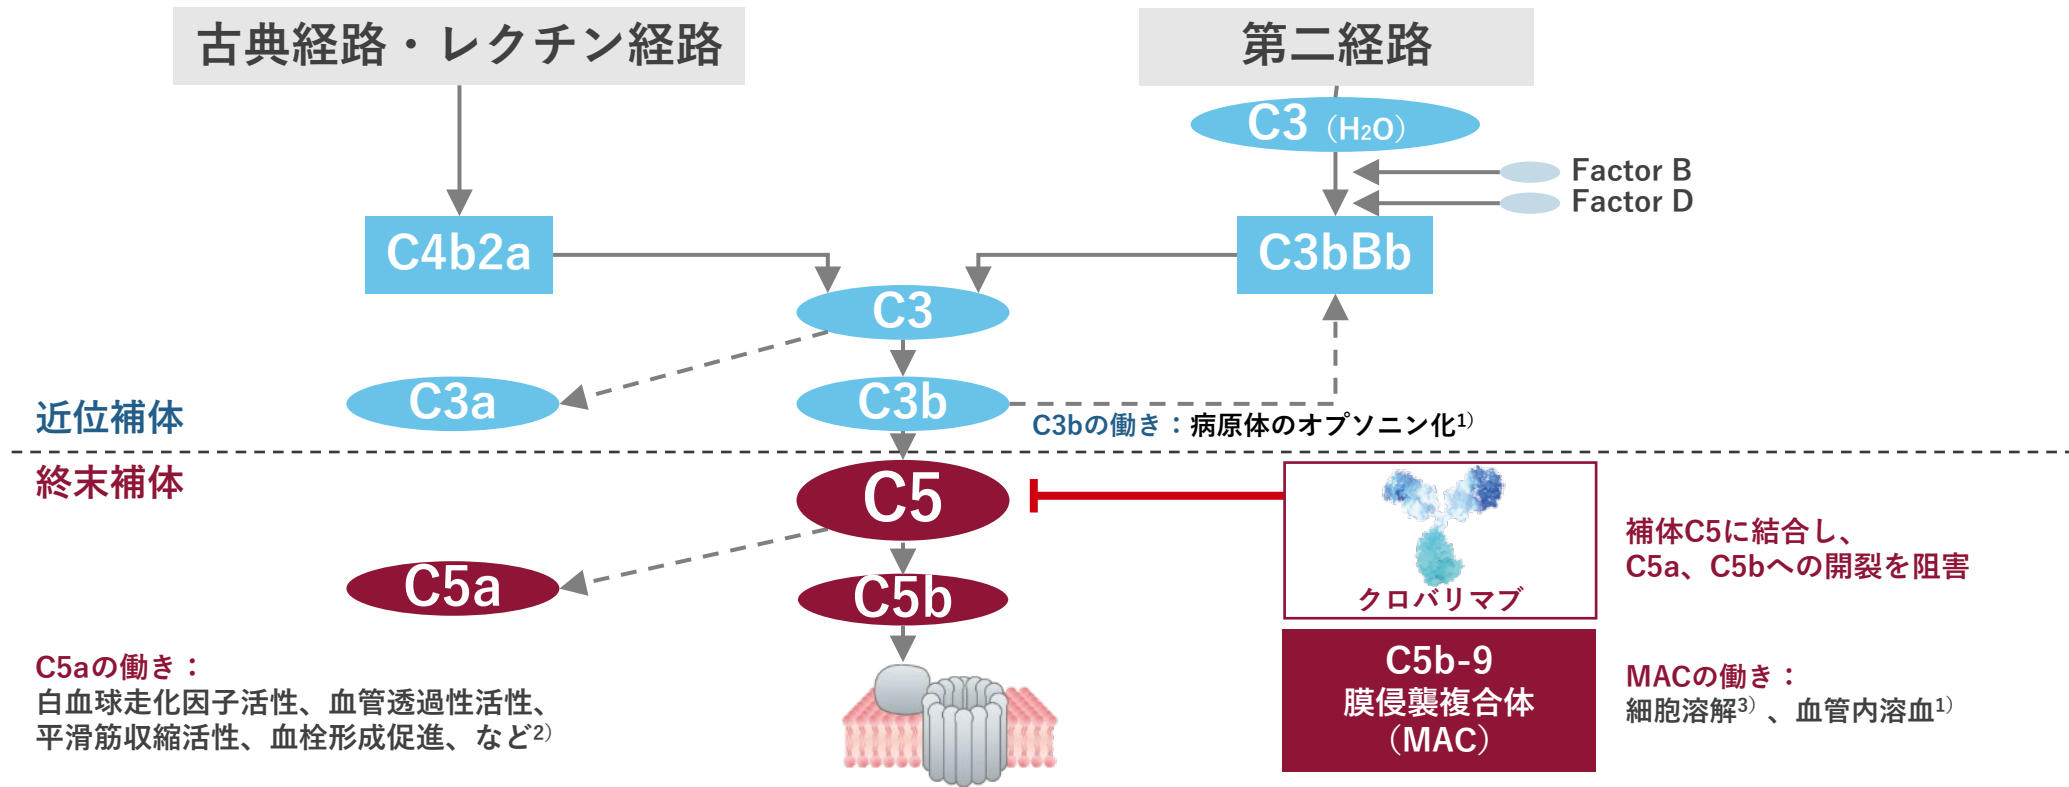 古典経路・レクチン経路
第二経路
C3（H2O）
Factor B
Factor D
C4b2a
C3bBb
C3
C3a
C3b
近位補体
C3bの働き：病原体のオプソニン化1）
終末補体
C5
クロバリマブ
補体C5に結合し、
C5a、C5bへの開裂を阻害
C5a
C5b
C5aの働き：
白血球走化因子活性、血管透過性活性、
平滑筋収縮活性、血栓形成促進、など2）
C5b-9
膜侵襲複合体
（MAC）
MACの働き：
細胞溶解3）、血管内溶血1）